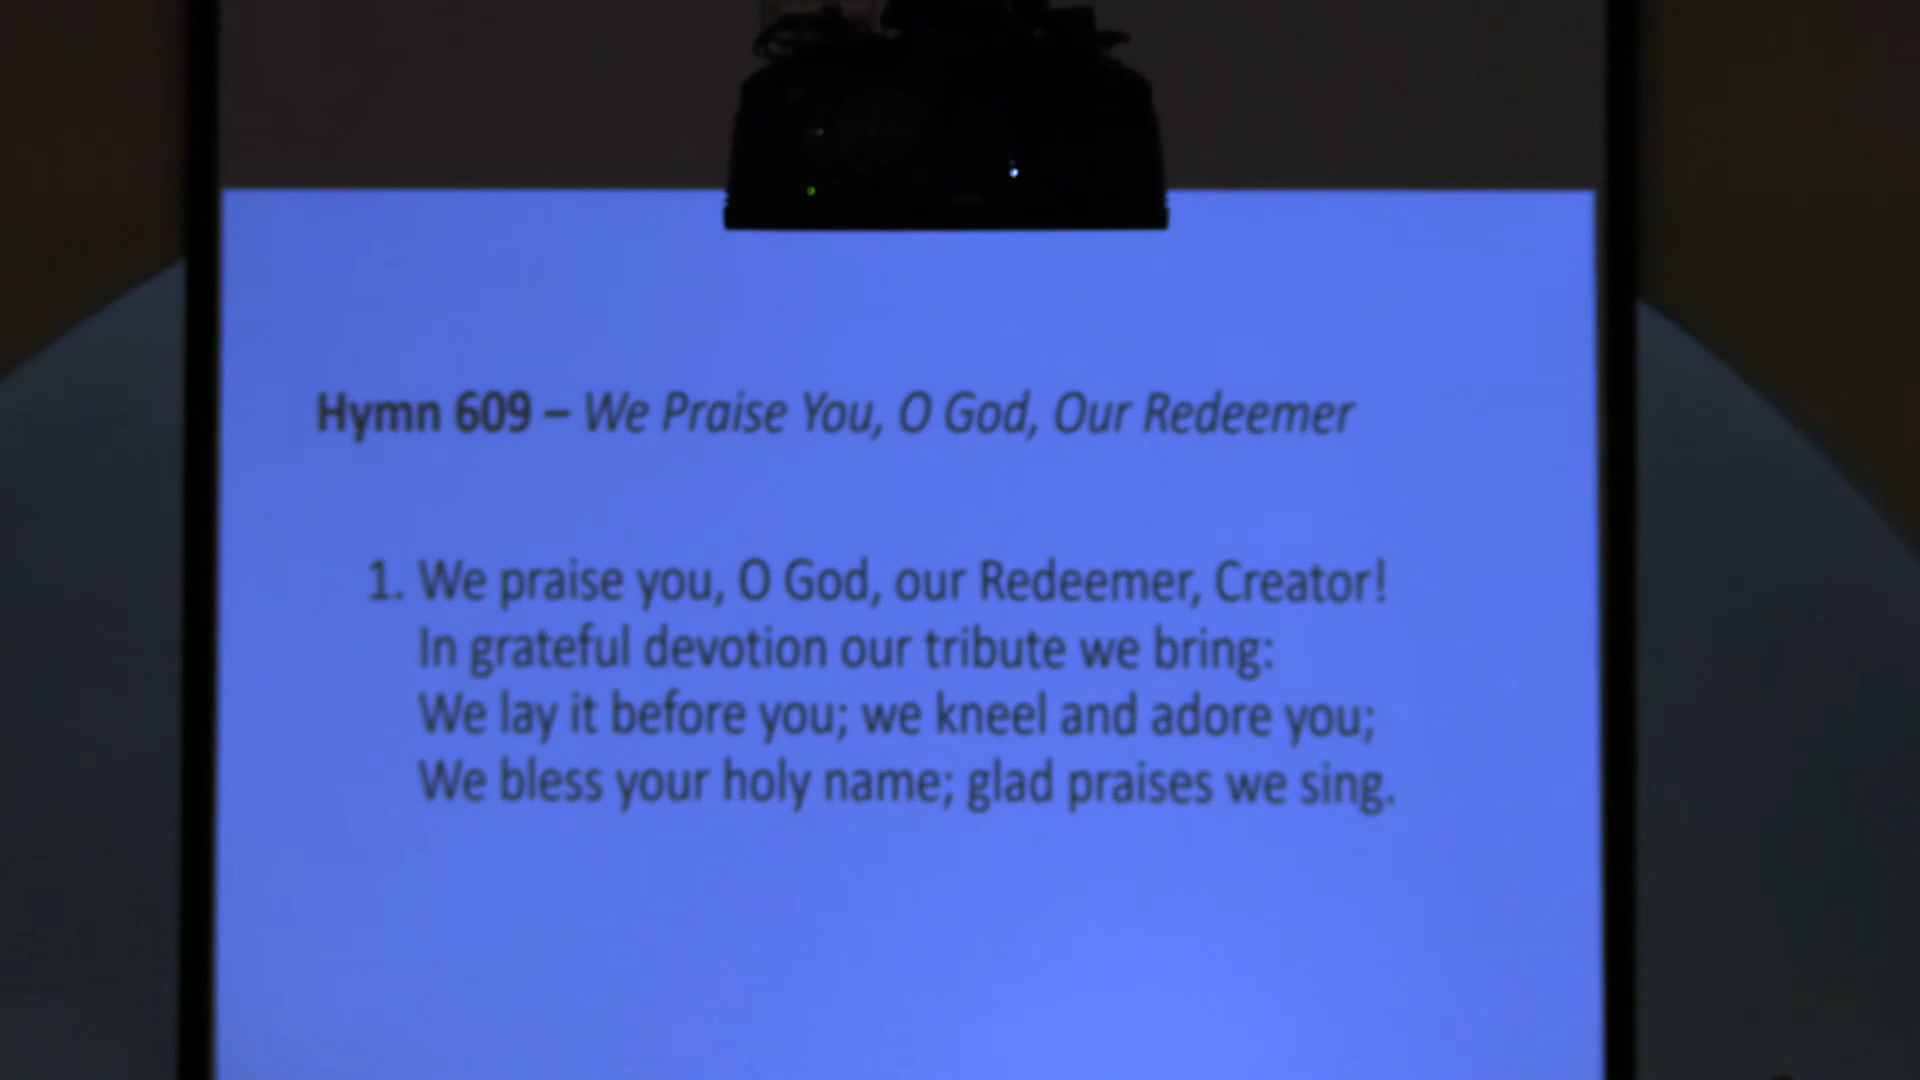 Hymn 609 – We Praise You, O God, Our Redeemer
1. We praise you, O God, our Redeemer, Creator!
In grateful devotion our tribute we bring:
We lay it before you; we kneel and adore you;
We bless your holy name; glad praises we sing.